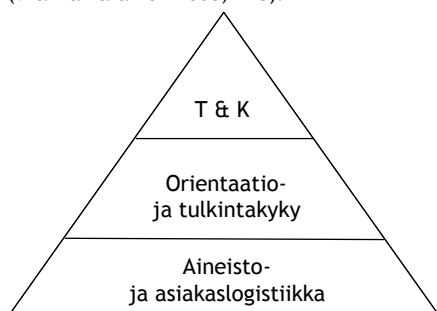 T & K
Orientaatio-
ja tulkintakyky
Aineisto-
ja asiakaslogistiikka